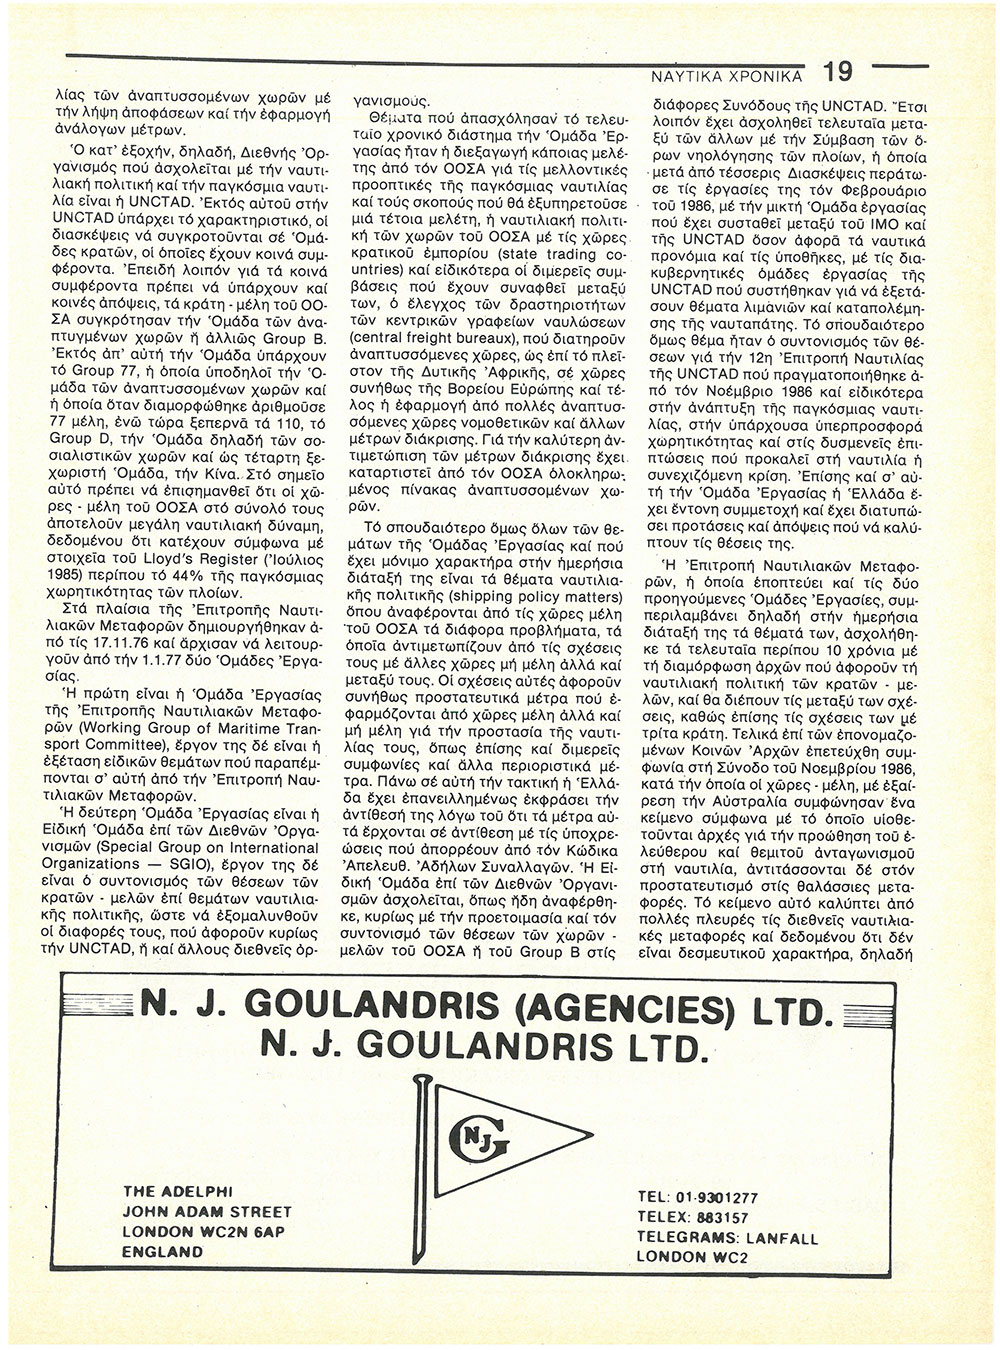 ΝΑΥΤΙΚΑ ΧΡΟΝΙΚΑ 19
λίας τῶν ἀναπτυσσομένων χωρῶν μέ
τήν λήψη ἀποφάσεων καί τήν ἐφαρμογή
ἀνάλογων μέτρων.
Ὁ κατ' ἐξοχήν, δηλαδή, Διεθνής Ὀρ-
γανισμός πού ἀσχολεῖται μέ τήν ναυτι-
λιακή πολιτική καί τήν παγκόσμια ναυτι-
λία εἶναι ἡ UNCTAD. Ἐκτός αὐτοῦ στήν
UNCTAD ὑπάρχει τό χαρακτηριστικό, οἱ
διασκέψεις νά συγκροτοῦνται σέ Ὁμά-
δες κρατῶν, οἱ ὁποῖες ἔχουν κοινά συμ-
φέροντα. Ἐπειδή λοιπόν γιά τά κοινά
συμφέροντα πρέπει νά ὑπάρχουν καί
κοινές ἀπόψεις, τά κράτη - μέλη τοῦ ΟΟ-
ΣΑ συγκρότησαν τήν Ὁμάδα τῶν ἀνα-
πτυγμένων χωρῶν ἤ ἀλλιῶς Group B.
Ἐκτός ἀπ' αὐτή τήν Ὁμάδα ὑπάρχουν
τό Group 77, ἡ ὁποία ὑποδηλοῖ τήν Ὁ-
μάδα τῶν ἀναπτυσσομένων χωρῶν καί
ἡ ὁποία ὅταν διαμορφώθηκε ἀριθμοῦσε
77 μέλη, ἐνῶ τώρα ξεπερνᾶ τά 110, τό
Group D, τήν Ὁμάδα δηλαδή τῶν σο-
σιαλιστικῶν χωρῶν καί ὡς τέταρτη ξε-
χωριστή Ὁμάδα, τήν Κίνα. Στό σημεῖο
αὐτό πρέπει νά ἐπισημανθεῖ ὅτι οἱ χῶ-
ρες - μέλη τοῦ ΟΟΣΑ στό σύνολό τους
ἀποτελοῦν μεγάλη ναυτιλιακή δύναμη,
δεδομένου ὅτι κατέχουν σύμφωνα μέ
στοιχεῖα τοῦ Lloyd's Register (Ἰούλιος
1985) περίπου τό 44% τῆς παγκόσμιας
χωρητικότητας τῶν πλοίων.
Στά πλαίσια τῆς Ἐπιτροπῆς Ναυτι-
λιακῶν Μεταφορῶν δημιουργήθηκαν ἀ-
πό τίς 17.11.76 καί ἄρχισαν νά λειτουρ-
γοῦν ἀπό τήν 1.1.77 δύο Ὁμάδες Ἐργα-
σίας.
Ἡ πρώτη εἶναι ἡ Ὁμάδα Ἐργασίας
τῆς Ἐπιτροπῆς Ναυτιλιακῶν Μεταφο-
ρῶν (Working Group of Maritime Tran-
sport Committee), ἔργον της δέ εἶναι ἡ
ἐξέταση εἰδικῶν θεμάτων πού παραπέμ-
πονται σ' αὐτή ἀπό τήν Ἐπιτροπή Ναυ-
τιλιακῶν Μεταφορῶν.
Ἡ δεύτερη Ὁμάδα Ἐργασίας εἶναι ἡ
Εἰδική Ὁμάδα ἐπί τῶν Διεθνῶν Ὀργα-
νισμῶν (Special Group on International
Organizations — SGIO), ἔργον της δέ
εἶναι ὁ συντονισμός τῶν θέσεων τῶν
κρατῶν - μελῶν ἐπί θεμάτων ναυτιλια-
κῆς πολιτικῆς, ὥστε νά ἐξομαλυνθοῦν
οἱ διαφορές τους, πού ἀφοροῦν κυρίως
τήν UNCTAD, ἤ καί ἄλλους διεθνεῖς ὀρ-
γανισμούς.
Θέματα πού ἀπασχόλησαν τό τελευ-
ταῖο χρονικό διάστημα τήν Ὁμάδα Ἐρ-
γασίας ἦταν ἡ διεξαγωγή κάποιας μελέ-
της ἀπό τόν ΟΟΣΑ γιά τίς μελλοντικές
προοπτικές τῆς παγκόσμιας ναυτιλίας
καί τούς σκοπούς πού θά ἐξυπηρετοῦσε
μιά τέτοια μελέτη, ἡ ναυτιλιακή πολιτι-
κή τῶν χωρῶν τοῦ ΟΟΣΑ μέ τίς χῶρες
κρατικοῦ ἐμπορίου (state trading co-
untries) καί εἰδικότερα οἱ διμερεῖς συμ-
βάσεις πού ἔχουν συναφθεῖ μεταξύ
των, ὁ ἔλεγχος τῶν δραστηριοτήτων
τῶν κεντρικῶν γραφείων ναυλώσεων
(central freight bureaux), πού διατηροῦν
ἀναπτυσσόμενες χῶρες, ὡς ἐπί τό πλεῖ-
στον τῆς Δυτικῆς Ἀφρικῆς, σέ χῶρες
συνήθως τῆς Βορείου Εὐρώπης καί τέ-
λος ἡ ἐφαρμογή ἀπό πολλές ἀναπτυσ-
σόμενες χῶρες νομοθετικῶν καί ἄλλων
μέτρων διάκρισης. Γιά τήν καλύτερη ἀν-
τιμετώπιση τῶν μέτρων διάκρισης ἔχει
καταρτιστεῖ ἀπό τόν ΟΟΣΑ ὁλοκληρω-
μένος πίνακας ἀναπτυσσομένων χω-
ρῶν.
Τό σπουδαιότερο ὅμως ὅλων τῶν θε-
μάτων τῆς Ὁμάδας Ἐργασίας καί πού
ἔχει μόνιμο χαρακτήρα στήν ἡμερήσια
διάταξή της εἶναι τά θέματα ναυτιλια-
κῆς πολιτικῆς (shipping policy matters)
ὅπου ἀναφέρονται ἀπό τίς χῶρες μέλη
τοῦ ΟΟΣΑ τά διάφορα προβλήματα, τά
ὁποῖα ἀντιμετωπίζουν ἀπό τίς σχέσεις
τους μέ ἄλλες χῶρες μή μέλη ἀλλά καί
μεταξύ τους. Οἱ σχέσεις αὐτές ἀφοροῦν
συνήθως προστατευτικά μέτρα πού ἐ-
φαρμόζονται ἀπό χῶρες μέλη ἀλλά καί
μή μέλη γιά τήν προστασία τῆς ναυτι-
λίας τους, ὅπως ἐπίσης καί διμερεῖς
συμφωνίες καί ἄλλα περιοριστικά μέ-
τρα. Πάνω σέ αὐτή τήν τακτική ἡ Ἑλλά-
δα ἔχει ἐπανειλλημένως ἐκφράσει τήν
ἀντίθεσή της λόγω τοῦ ὅτι τά μέτρα αὐ-
τά ἔρχονται σέ ἀντίθεση μέ τίς ὑποχρε-
ώσεις πού ἀπορρέουν ἀπό τόν Κώδικα
Ἀπελευθ. Ἀδήλων Συναλλαγῶν. Ἡ Εἰ-
δική Ὁμάδα ἐπί τῶν Διεθνῶν Ὀργανι-
σμῶν ἀσχολεῖται, ὅπως ἤδη ἀναφέρθη-
κε, κυρίως μέ τήν προετοιμασία καί τόν
συντονισμό τῶν θέσεων τῶν χωρῶν -
μελῶν τοῦ ΟΟΣΑ ἤ τοῦ Group B στίς
διάφορες Συνόδους τῆς UNCTAD. Ἔτσι
λοιπόν ἔχει ἀσχοληθεῖ τελευταῖα μετα-
ξύ τῶν ἄλλων μέ τήν Σύμβαση τῶν ὅ-
ρων νηολόγησης τῶν πλοίων, ἡ ὁποία
μετά ἀπό τέσσερις Διασκέψεις περάτω-
σε τίς ἐργασίες της τόν Φεβρουάριο
τοῦ 1986, μέ τήν μικτή Ὁμάδα ἐργασίας
πού ἔχει συσταθεῖ μεταξύ τοῦ IMO καί
τῆς UNCTAD ὅσον ἀφορᾶ τά ναυτικά
προνόμια καί τίς ὑποθῆκες, μέ τίς δια-
κυβερνητικές ὁμάδες ἐργασίας τῆς
UNCTAD πού συστήθηκαν γιά νά ἐξετά-
σουν θέματα λιμανιῶν καί καταπολέμη-
σης τῆς ναυταπάτης. Τό σπουδαιότερο
ὅμως θέμα ἦταν ὁ συντονισμός τῶν θέ-
σεων γιά τήν 12η Ἐπιτροπή Ναυτιλίας
τῆς UNCTAD πού πραγματοποιήθηκε ἀ-
πό τόν Νοέμβριο 1986 καί εἰδικότερα
στήν ἀνάπτυξη τῆς παγκόσμιας ναυτι-
λίας, στήν ὑπάρχουσα ὑπερπροσφορά
χωρητικότητας καί στίς δυσμενεῖς ἐπι-
πτώσεις πού προκαλεῖ στή ναυτιλία ἡ
συνεχιζόμενη κρίση. Ἐπίσης καί σ' αὐ-
τή τήν Ὁμάδα Ἐργασίας ἡ Ἑλλάδα ἔ-
χει ἔντονη συμμετοχή καί ἔχει διατυπώ-
σει προτάσεις καί ἀπόψεις πού νά καλύ-
πτουν τίς θέσεις της.
Ἡ Ἐπιτροπή Ναυτιλιακῶν Μεταφο-
ρῶν, ἡ ὁποία ἐποπτεύει καί τίς δύο
προηγούμενες Ὁμάδες Ἐργασίες, συμ-
περιλαμβάνει δηλαδή στήν ἡμερήσια
διάταξή της τά θέματά των, ἀσχολήθη-
κε τά τελευταῖα περίπου 10 χρόνια μέ
τή διαμόρφωση ἀρχῶν πού ἀφοροῦν τή
ναυτιλιακή πολιτική τῶν κρατῶν - με-
λῶν, καί θα διέπουν τίς μεταξύ των σχέ-
σεις, καθώς ἐπίσης τίς σχέσεις των μέ
τρίτα κράτη. Τελικά ἐπί τῶν ἐπονομαζο-
μένων Κοινῶν Ἀρχῶν ἐπετεύχθη συμ-
φωνία στή Σύνοδο τοῦ Νοεμβρίου 1986,
κατά τήν ὁποία οἱ χῶρες - μέλη, μέ ἐξαί-
ρεση τήν Αὐστραλία συμφώνησαν ἕνα
κείμενο σύμφωνα μέ τό ὁποῖο υἱοθε-
τοῦνται ἀρχές γιά τήν προώθηση τοῦ ἐ-
λεύθερου καί θεμιτοῦ ἀνταγωνισμοῦ
στή ναυτιλία, ἀντιτάσσονται δέ στόν
προστατευτισμό στίς θαλάσσιες μετα-
φορές. Τό κείμενο αὐτό καλύπτει ἀπό
πολλές πλευρές τίς διεθνεῖς ναυτιλια-
κές μεταφορές καί δεδομένου ὅτι δέν
εἶναι δεσμευτικοῦ χαρακτήρα, δηλαδή
N. J. GOULANDRIS (AGENCIES) LTD.
N. J. GOULANDRIS LTD.
NJG
THE ADELPHI
JOHN ADAM STREET
LONDON WC2N 6AP
ENGLAND
TEL: 01-9301277
TELEX: 883157
TELEGRAMS: LANFALL
LONDON WC2